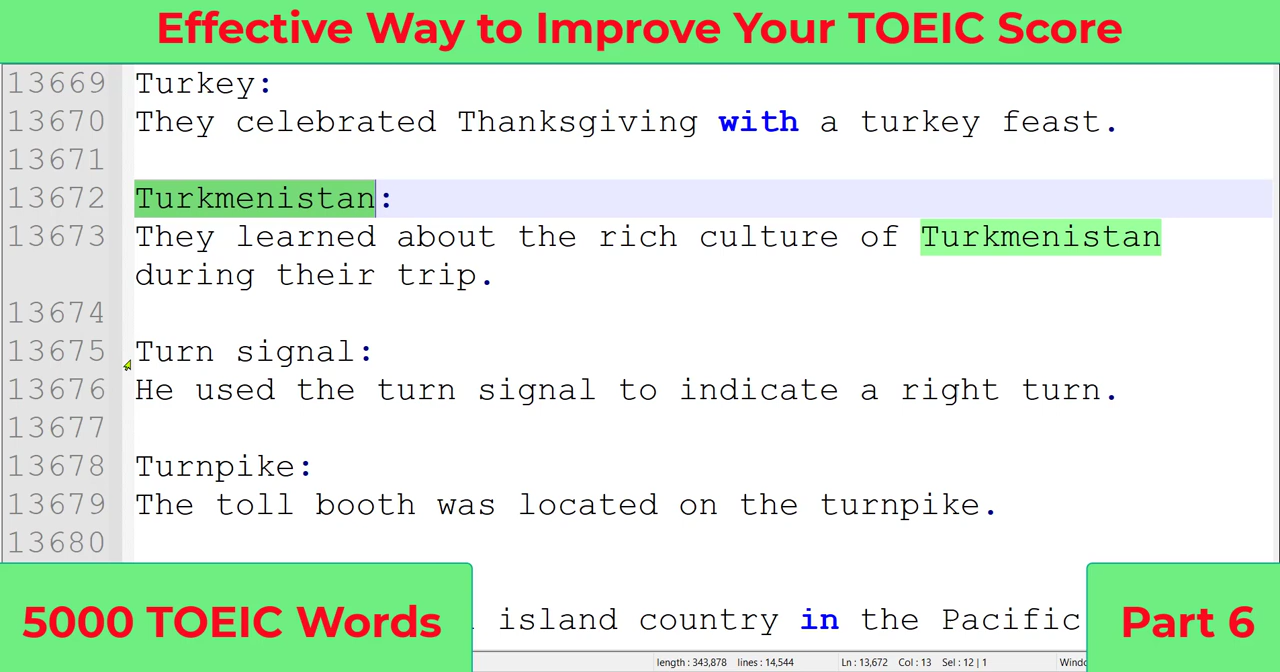 Effective Way to Improve Your TOEIC Score
13669 Turkey:
13670 They celebrated Thanksgiving with a turkey feast.
13671
13672 Turkmenistan:
13673 They learned about the rich culture of Turkmenistan
during their trip.
13674
13675 Turn signal:
13676 He used the turn signal to indicate a right turn.
13677
13678 Turnpike:
13679 The toll booth was located on the turnpike.
13680
island country in the Pacific
5000 TOEIC Words
Part 6
length : 343,878 lines : 14,544 Ln : 13,672 Col : 13 Sel : 12 | 1